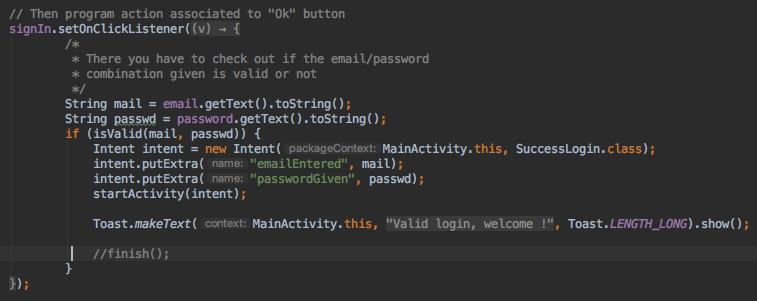 // Then program action associated to "Ok" button
signIn.setOnClickListener((v) → {
/*
* There you have to check out if the email/password
* combination given is valid or not
*/
String mail = email.getText().toString();
String passwd = password.getText().toString();
if (isValid(mail, passwd)) {
Intent intent = new Intent( packageContext: MainActivity.this, SuccessLogin.class);
intent.putExtra( name: "emailEntered", mail);
intent.putExtra( name: "passwordGiven", passwd);
startActivity(intent);
Toast.makeText( context: MainActivity.this, "Valid login, welcome !", Toast.LENGTH_LONG).show();
//finish();
}
});